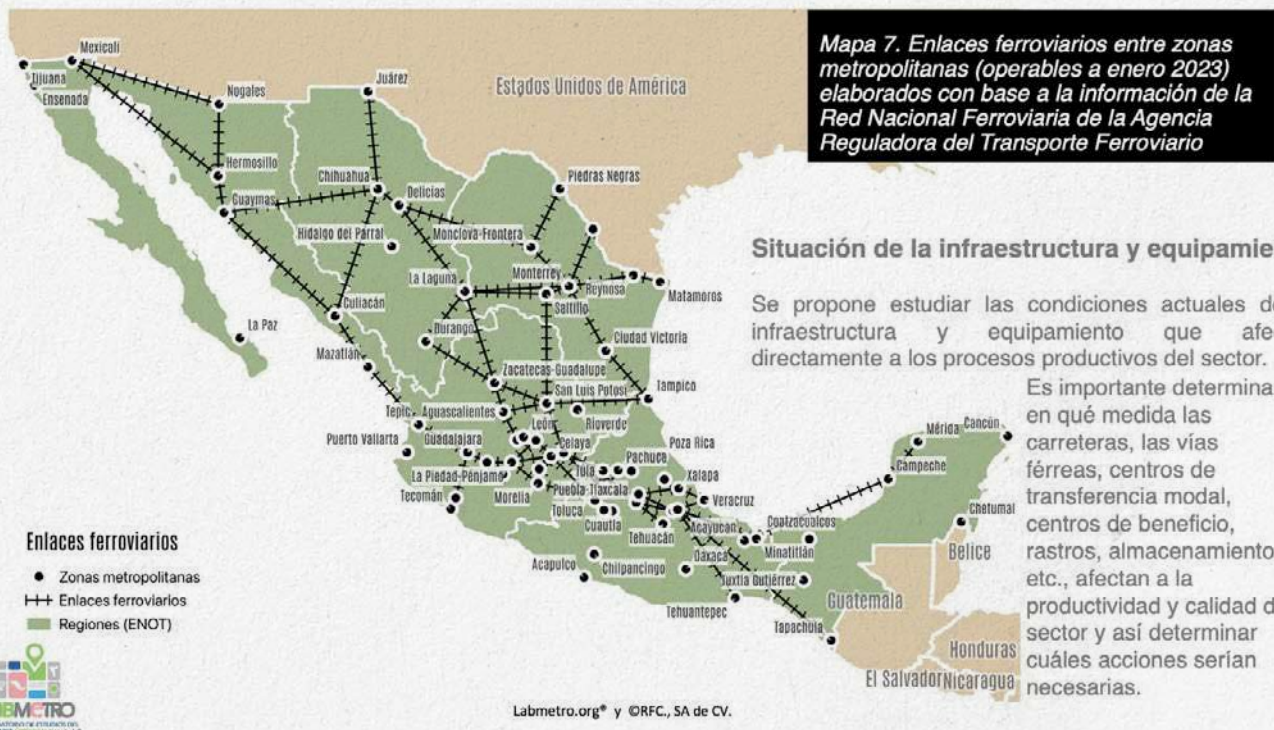 Mapa 7. Enlaces ferroviarios entre zonas
metropolitanas (operables a enero 2023)
elaborados con base a la información de la
Red Nacional Ferroviaria de la Agencia
Reguladora del Transporte Ferroviario
Mexicali
Tijuana
Ensenada
Nogales
Juárez
Estados Unidos de América
Hermosillo
Guaymas
Chihuahua
Delicias
Piedras Negras
Hidalgo del Parral
Monclova-Frontera
La Laguna
Monterrey
Reynosa
Saltillo
Matamoros
Culiacán
La Paz
Durango
Ciudad Victoria
Mazatlán
Zacatecas-Guadalupe
San Luis Potosí
Tampico
Tepic
Aguascalientes
Rioverde
León
Puerto Vallarta
Guadalajara
Celaya
Poza Rica
Mérida
Cancún
La Piedad-Pénjamo
Tula
Pachuca
Xalapa
Campeche
Tecomán
Morelia
Puebla-Tlaxcala
Veracruz
Toluca
Cuautla
Acayucan
Coatzacoalcos
Chetumal
Tehuacán
Minatitlán
Belice
Acapulco
Chilpancingo
Oaxaca
Tuxtla Gutiérrez
Guatemala
Tehuantepec
Tapachula
Honduras
El Salvador
Nicaragua
Situación de la infraestructura y equipamie
Se propone estudiar las condiciones actuales de
infraestructura y equipamiento que afe
directamente a los procesos productivos del sector.
Es importante determina
en qué medida las
carreteras, las vías
férreas, centros de
transferencia modal,
centros de beneficio,
rastros, almacenamiento
etc., afectan a la
productividad y calidad d
sector y así determinar
cuáles acciones serían
necesarias.
Enlaces ferroviarios
Zonas metropolitanas
Enlaces ferroviarios
Regiones (ENOT)
Labmetro.org® y ©RFC., SA de CV.